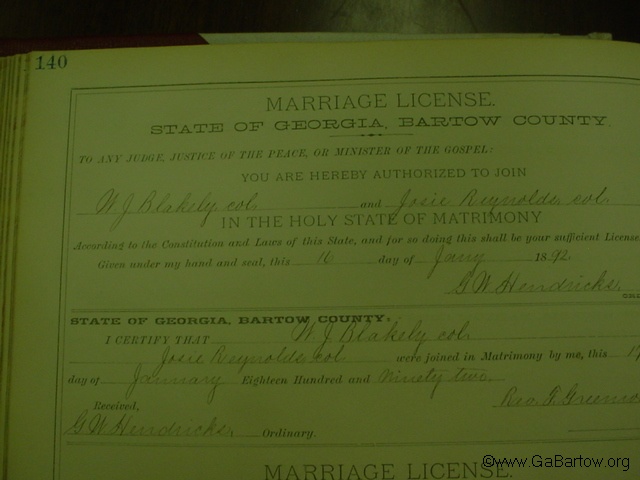 140
MARRIAGE LICENSE.
STATE OF GEORGIA, BARTOW COUNTY.
TO ANY JUDGE, JUSTICE OF THE PEACE, OR MINISTER OF THE GOSPEL:
YOU ARE HEREBY AUTHORIZED TO JOIN
W J Blakely col. and Josie Reynolds col.
IN THE HOLY STATE OF MATRIMONY
According to the Constitution and Laws of this State, and for so doing this shall be your sufficient License
Given under my hand and seal, this 16 day of Jany 1892.
G W Hendricks.
STATE OF GEORGIA, BARTOW COUNTY.
I CERTIFY THAT W. J. Blakely col.
Josie Reynolds col were joined in Matrimony by me, this 17
day of January Eighteen Hundred and Ninety two
Received, Rev.
G W Hendricks. Ordinary.
MARRIAGE LICENSE.
©www.GaBartow.org